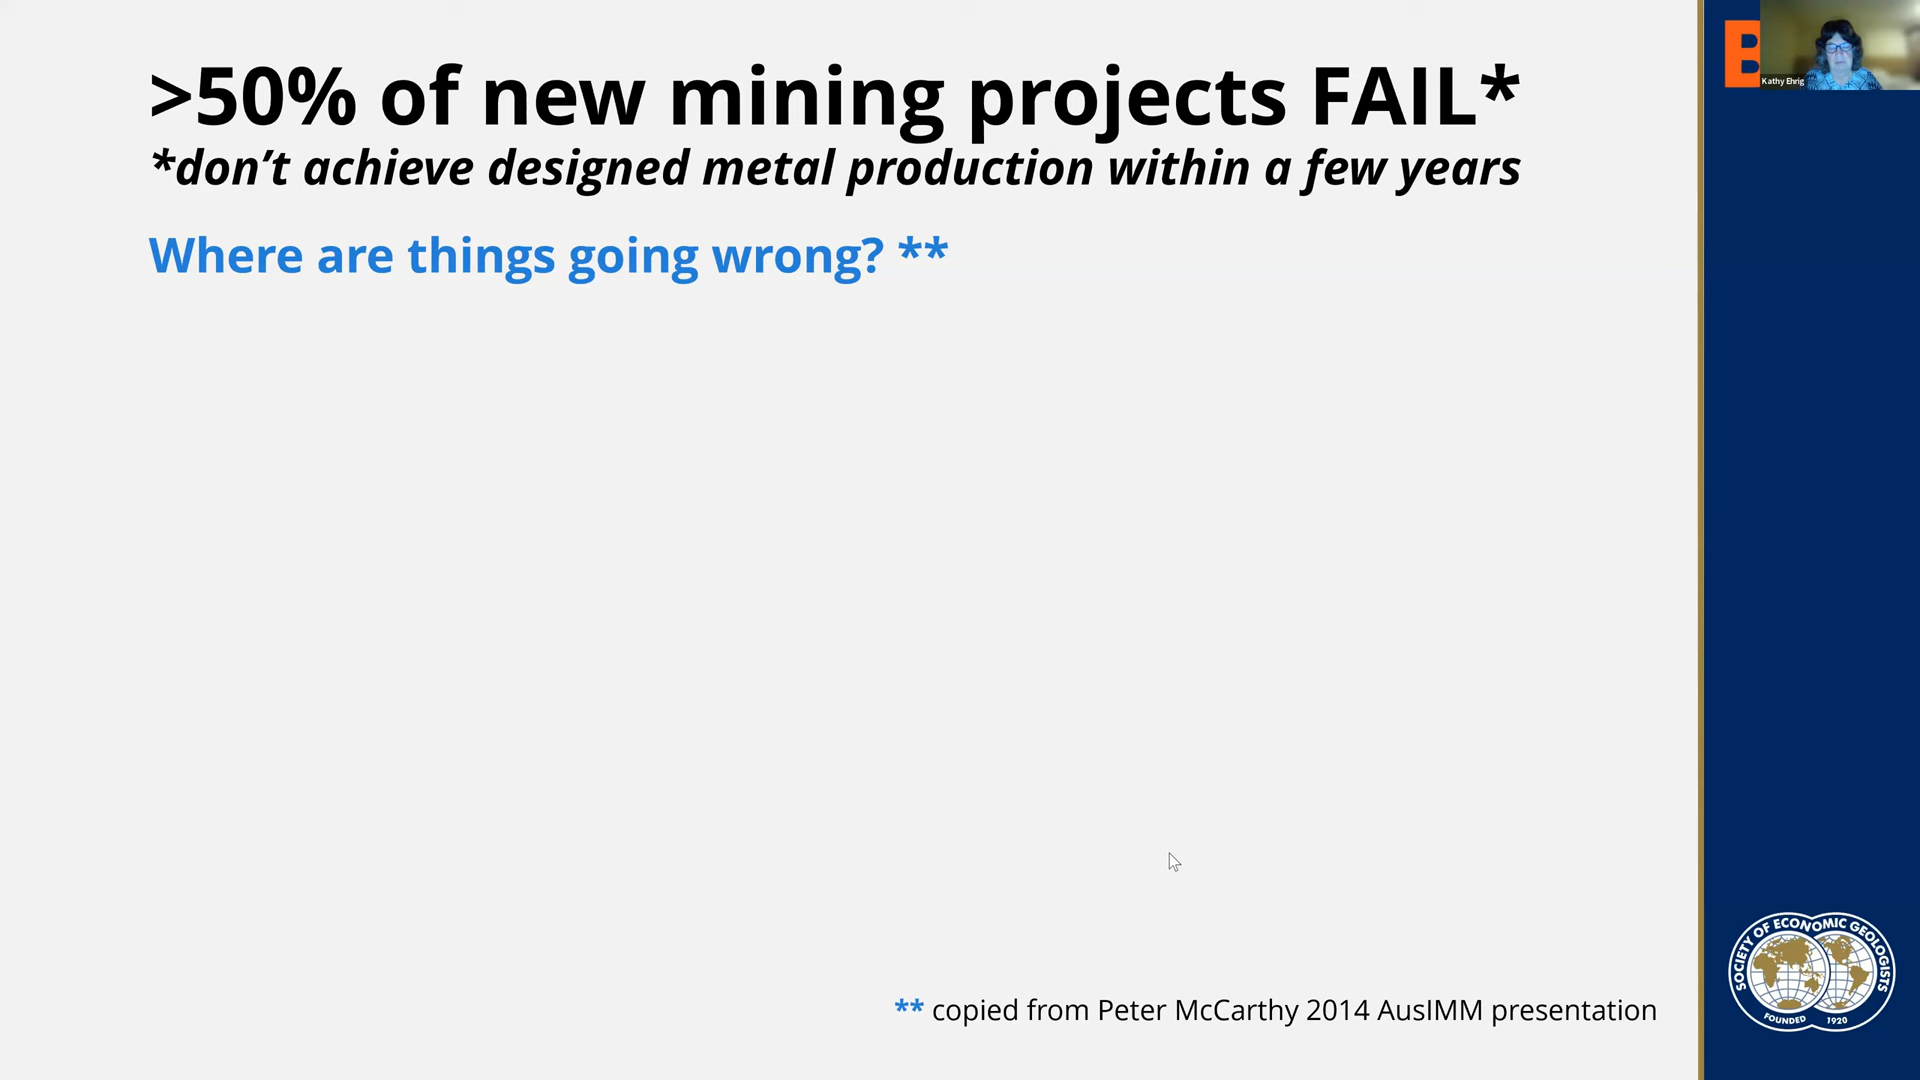 >50% of new mining projects FAIL*
*don’t achieve designed metal production within a few years
Where are things going wrong? **
** copied from Peter McCarthy 2014 AusIMM presentation
B
Kathy Ehrig
SOCIETY OF ECONOMIC GEOLOGISTS
FOUNDED 1920